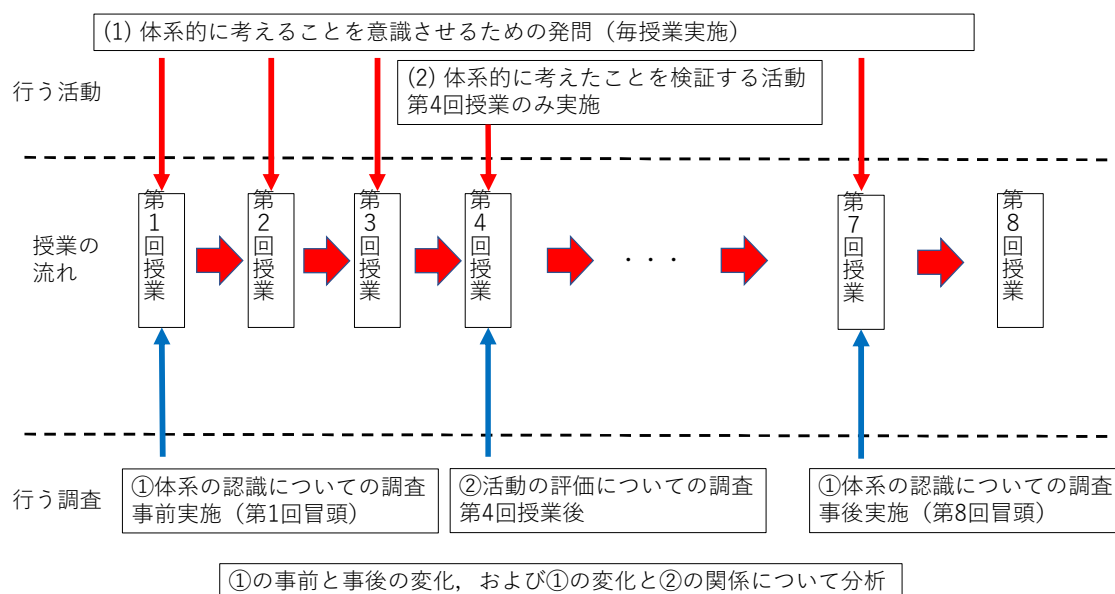 (1) 体系的に考えることを意識させるための発問（毎授業実施）
行う活動
(2) 体系的に考えたことを検証する活動
第4回授業のみ実施
授業の
流れ
第1回授業
第2回授業
第3回授業
第4回授業
・・・
第7回授業
第8回授業
行う調査
①体系の認識についての調査
事前実施（第1回冒頭）
②活動の評価についての調査
第4回授業後
①体系の認識についての調査
事後実施（第8回冒頭）
①の事前と事後の変化，および①の変化と②の関係について分析